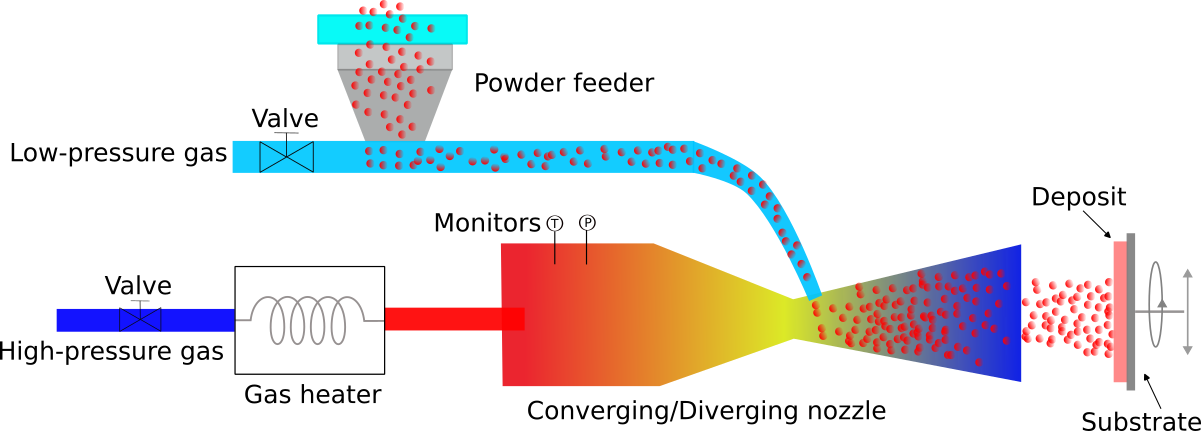 Powder feeder
Valve
Low-pressure gas
Deposit
Monitors T P
Valve
High-pressure gas
Gas heater
Converging/Diverging nozzle
Substrate